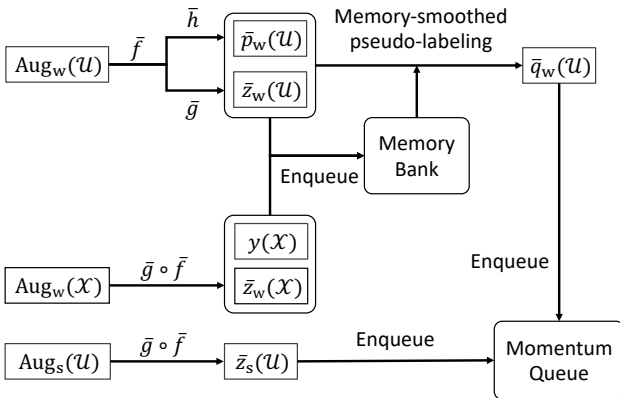 h̄
Memory-smoothed
pseudo-labeling
f̄
Aug_w(𝒰)
p̄_w(𝒰)
z̄_w(𝒰)
q̄_w(𝒰)
ḡ
Memory
Bank
Enqueue
y(𝒳)
Enqueue
ḡ ∘ f̄
Aug_w(𝒳)
z̄_w(𝒳)
ḡ ∘ f̄
Enqueue
Aug_s(𝒰)
z̄_s(𝒰)
Momentum
Queue